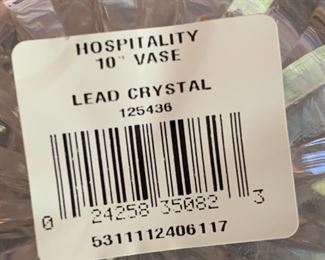 HOSPITALITY
10" VASE
LEAD CRYSTAL
125436
0 24258 35082 3
5311112406117